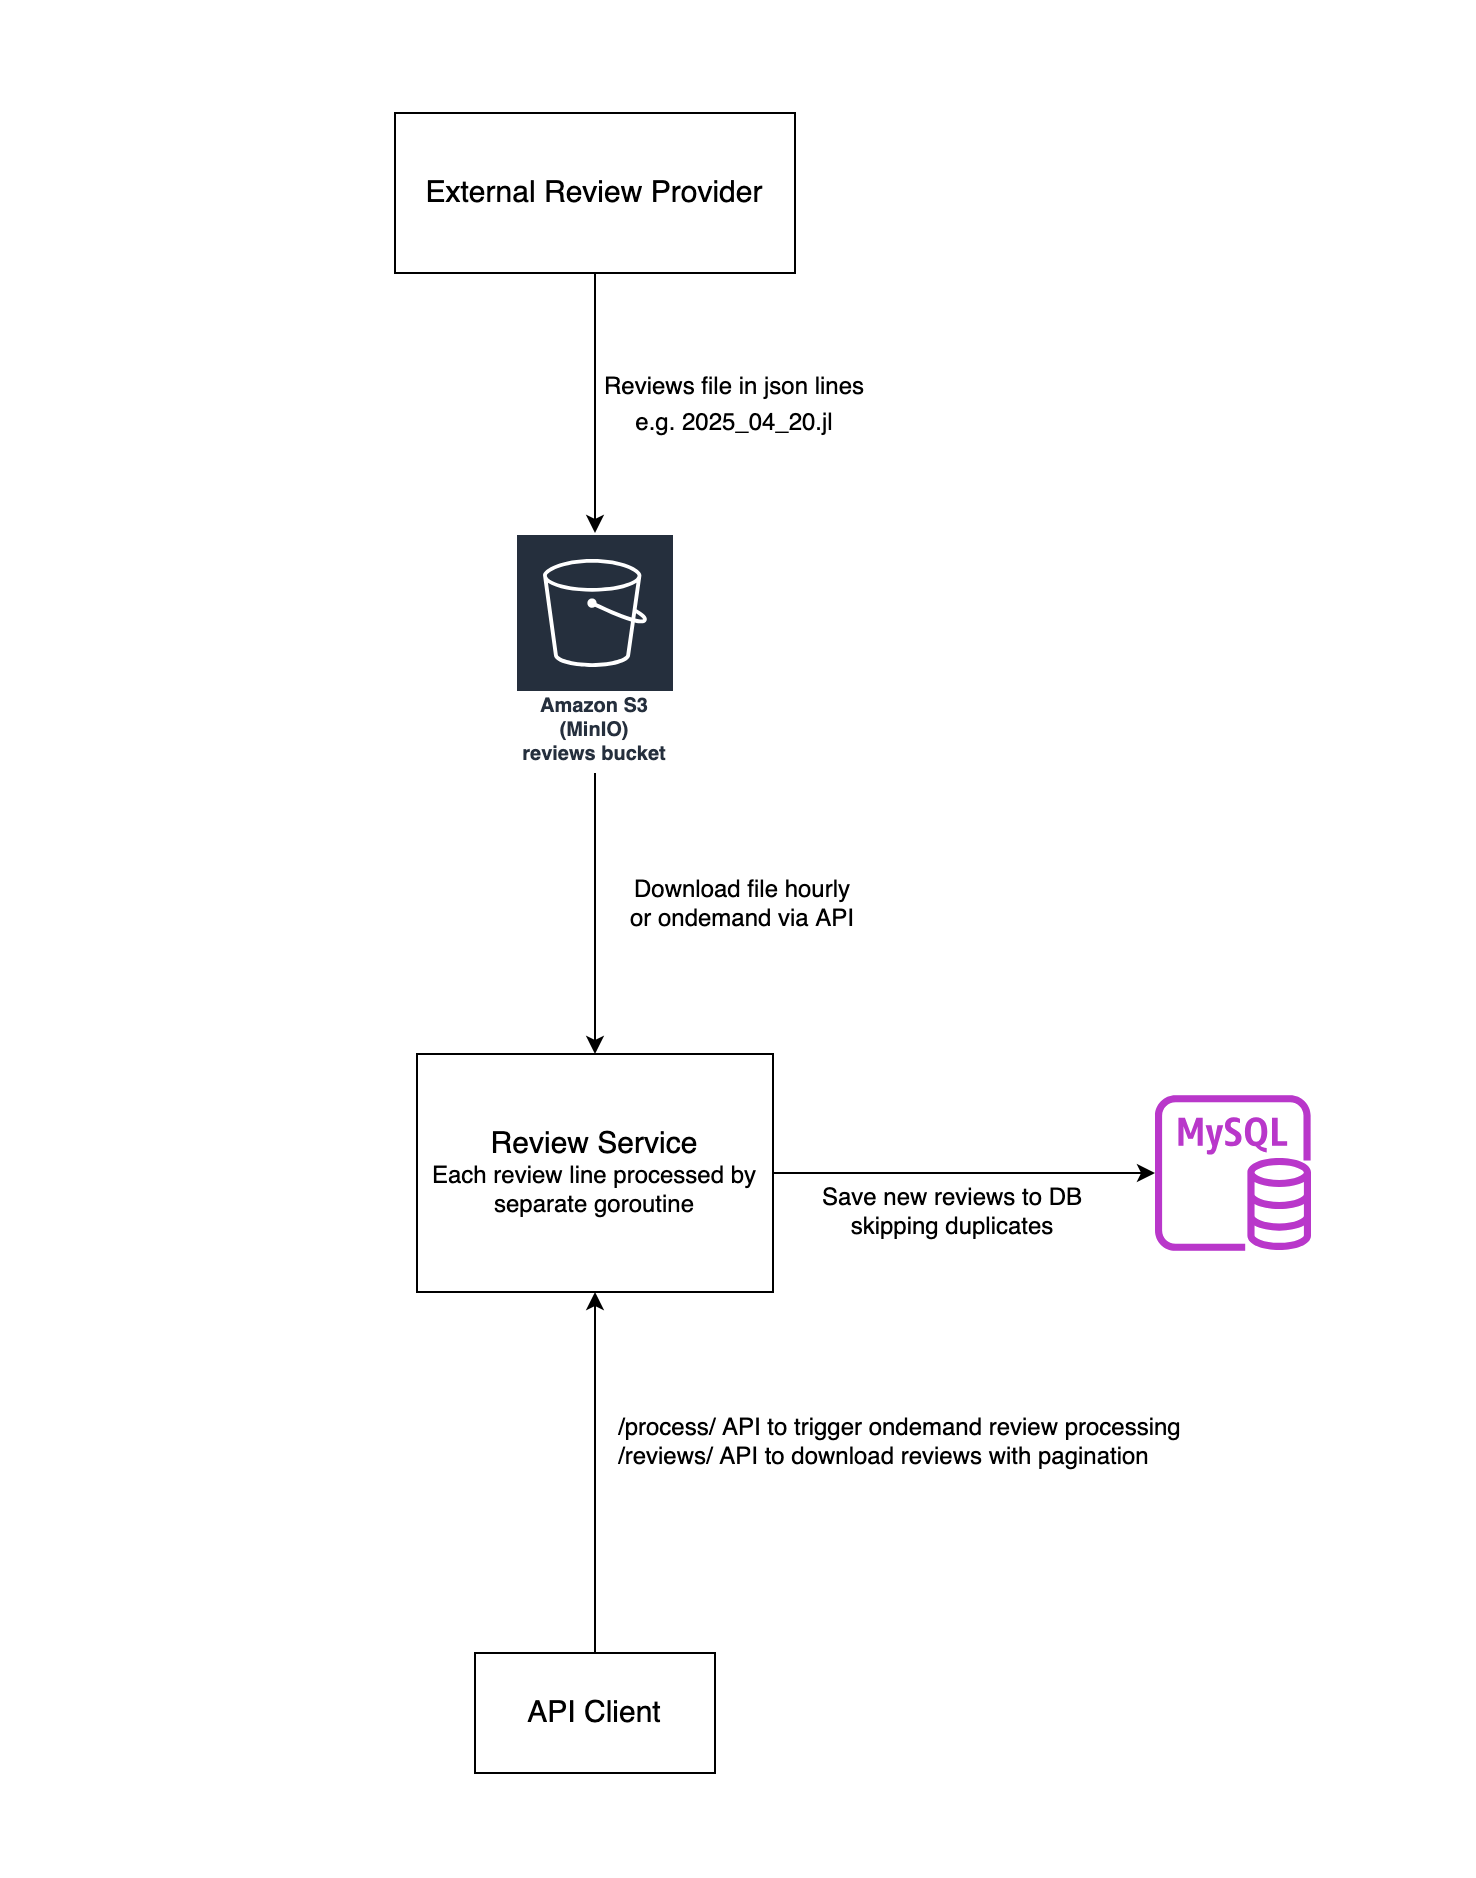 External Review Provider
Reviews file in json lines
e.g. 2025_04_20.jl
Amazon S3
(MinIO)
reviews bucket
Download file hourly
or ondemand via API
Review Service
Each review line processed by
separate goroutine
MySQL
Save new reviews to DB
skipping duplicates
/process/ API to trigger ondemand review processing
/reviews/ API to download reviews with pagination
API Client